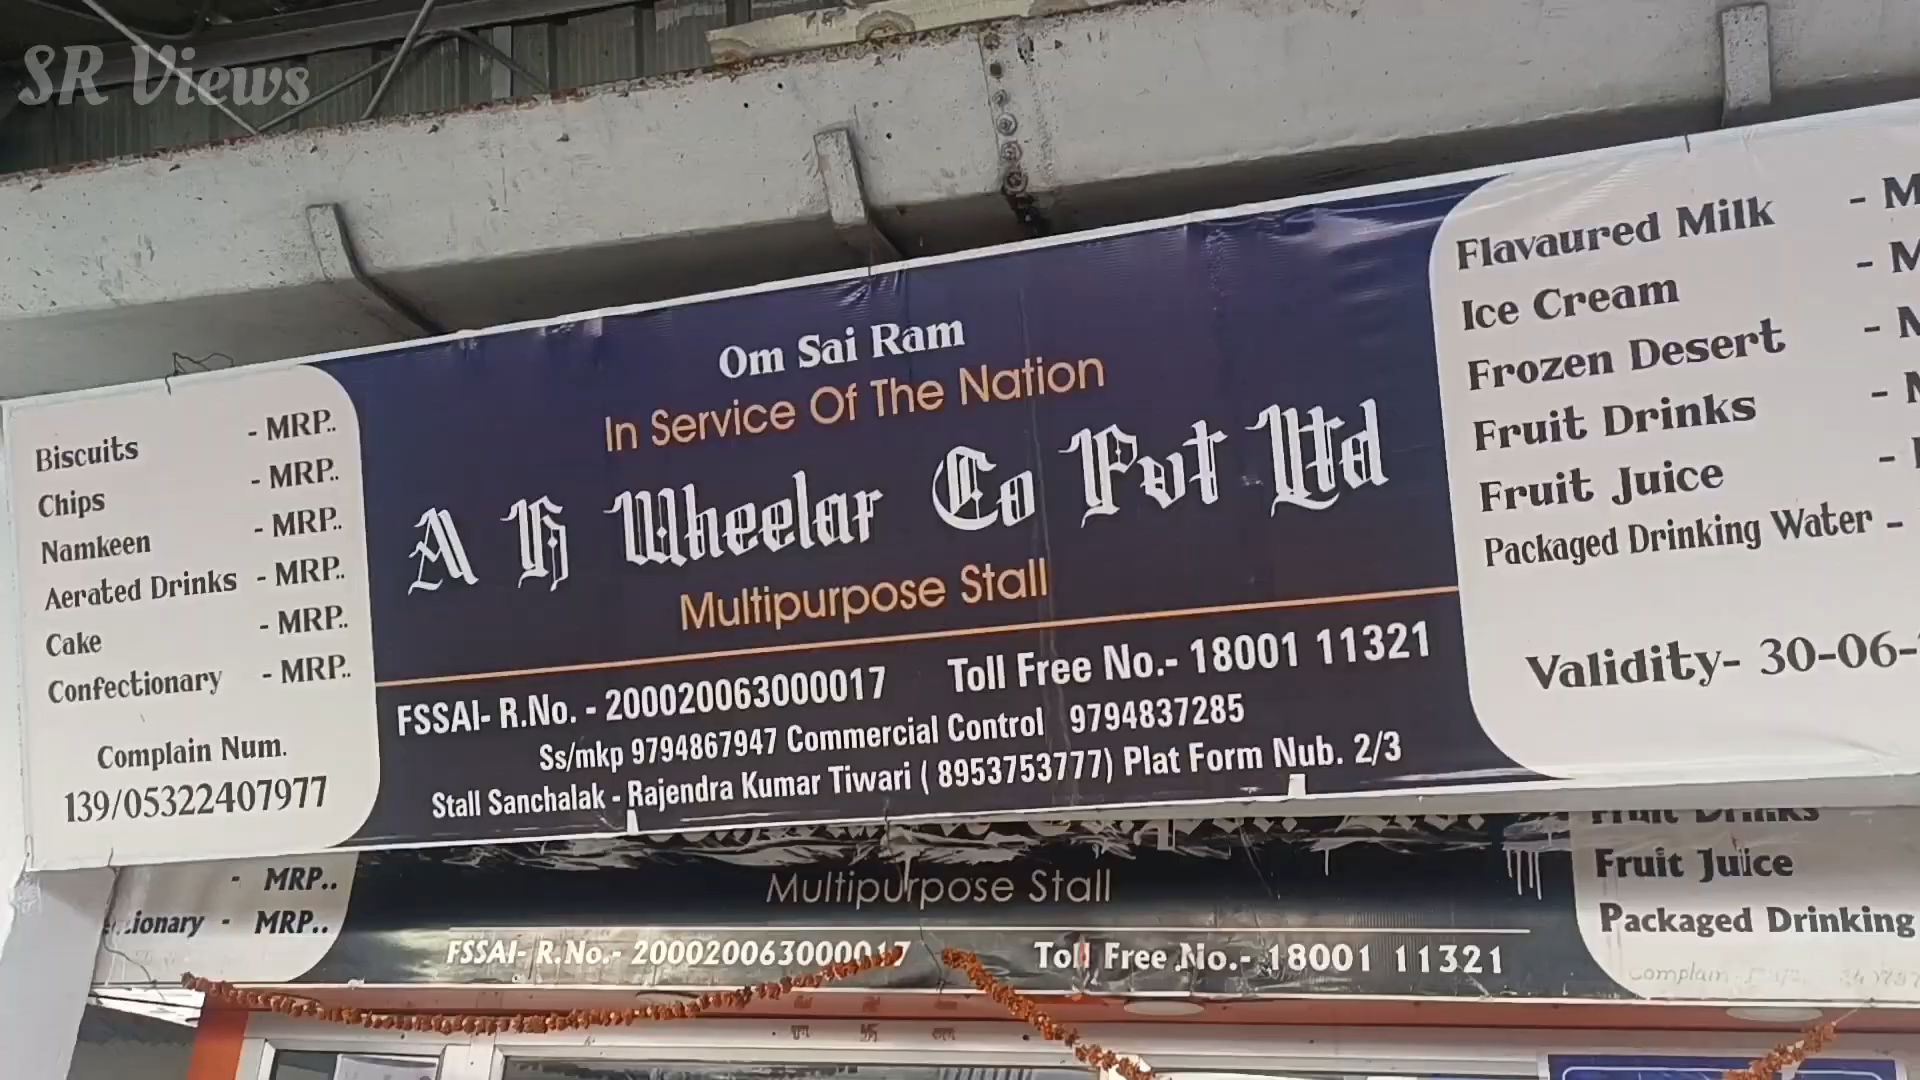 SR Views
Biscuits - MRP..
Chips - MRP..
Namkeen - MRP..
Aerated Drinks - MRP..
Cake - MRP..
Confectionary - MRP..
Complain Num.
139/05322407977
Om Sai Ram
In Service Of The Nation
A H Wheelar Co Pvt Ltd
Multipurpose Stall
FSSAI- R.No. - 200020063000017 Toll Free No.- 18001 11321
Ss/mkp 9794867947 Commercial Control 9794837285
Stall Sanchalak - Rajendra Kumar Tiwari ( 8953753777) Plat Form Nub. 2/3
Flavaured Milk - M
Ice Cream - M
Frozen Desert - M
Fruit Drinks -
Fruit Juice -
Packaged Drinking Water -
Validity- 30-06-
- MRP..
ionary - MRP..
Multipurpose Stall
FSSAI- R.No.- 200020063000017 Toll Free No.- 18001 11321
Fruit Drinks
Fruit Juice
Packaged Drinking
Complain